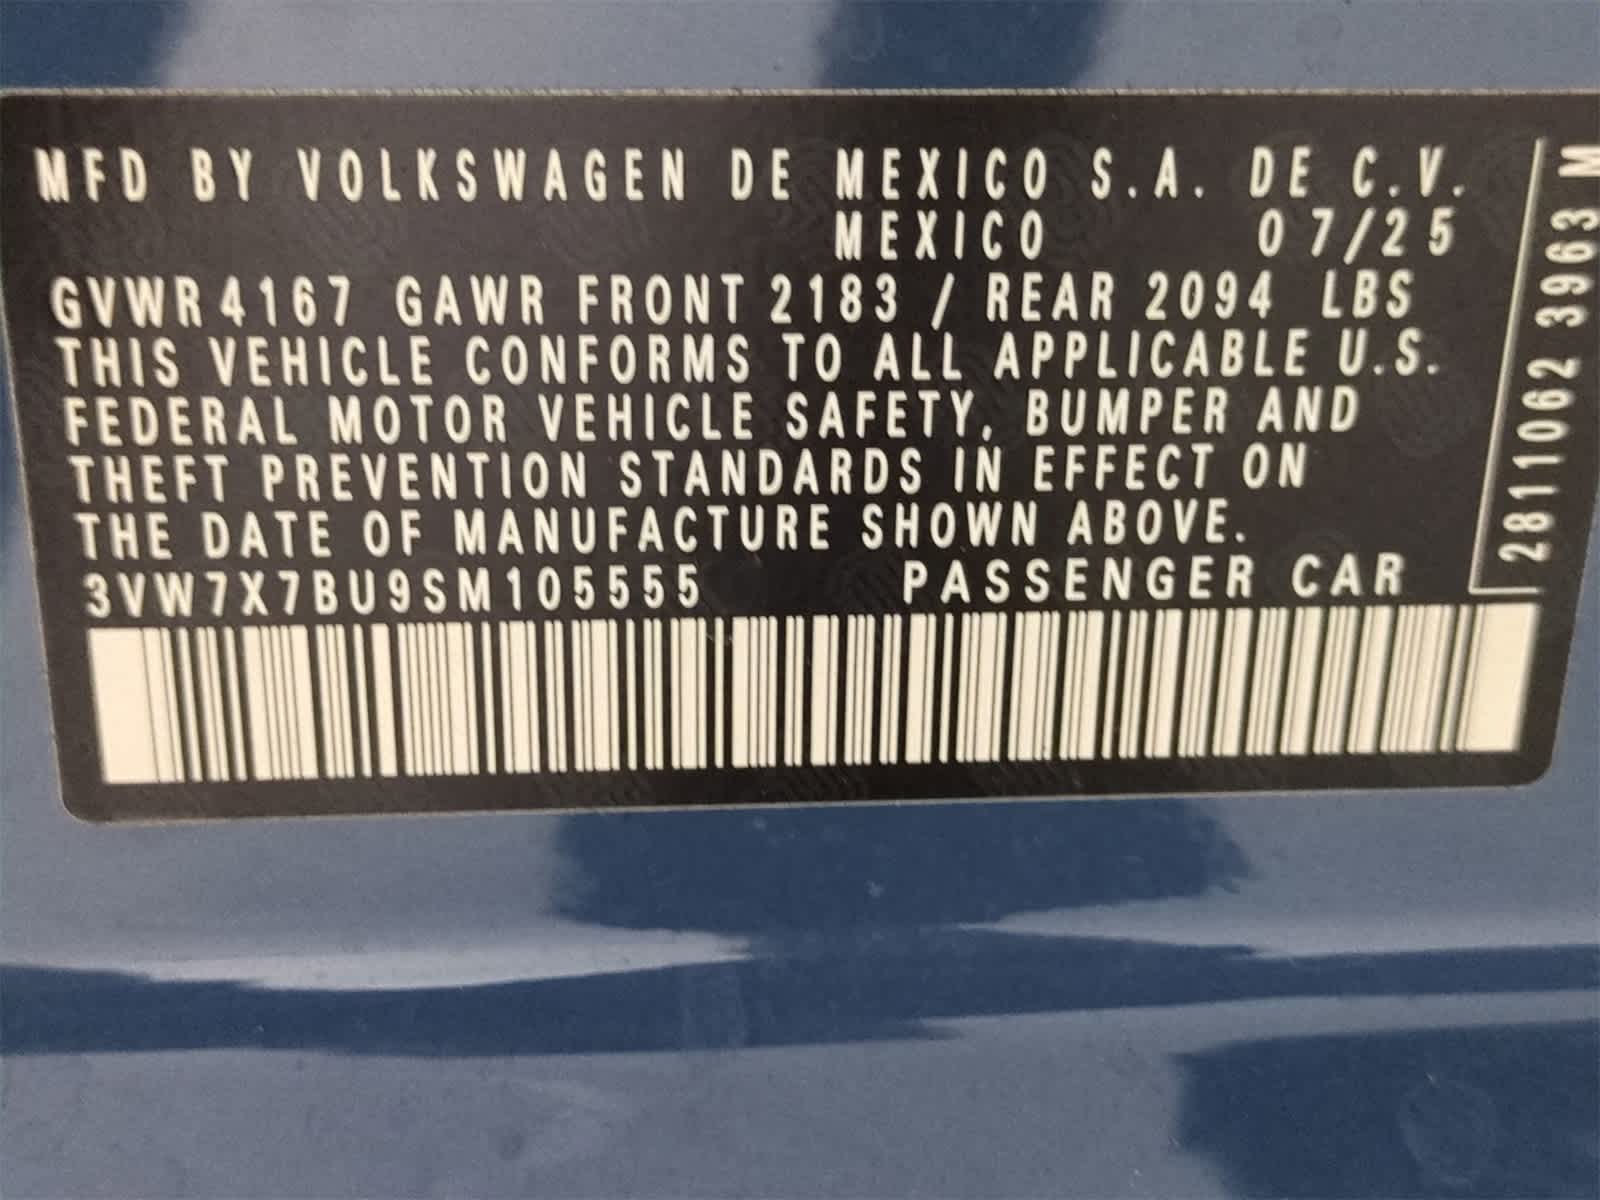 MFD BY VOLKSWAGEN DE MEXICO S.A. DE C.V.
MEXICO 07/25
GVWR 4167 GAWR FRONT 2183 / REAR 2094 LBS
THIS VEHICLE CONFORMS TO ALL APPLICABLE U.S.
FEDERAL MOTOR VEHICLE SAFETY, BUMPER AND
THEFT PREVENTION STANDARDS IN EFFECT ON
THE DATE OF MANUFACTURE SHOWN ABOVE.
3VW7X7BU9SM105555 PASSENGER CAR
2811062 3963 M